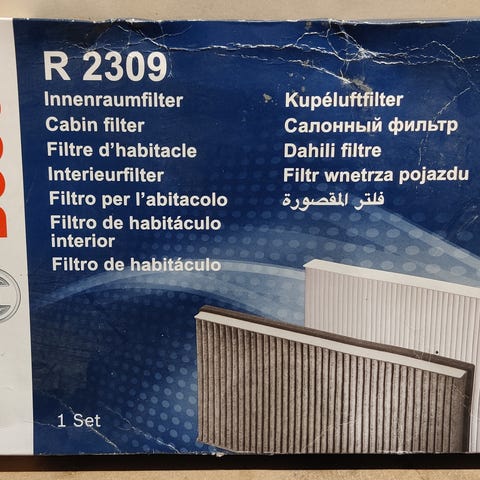 R 2309
Innenraumfilter
Cabin filter
Filtre d'habitacle
Interieurfilter
Filtro per l'abitacolo
Filtro de habitáculo
interior
Filtro de habitáculo
Kupéluftfilter
Салонный фильтр
Dahili filtre
Filtr wnetrza pojazdu
فلتر المقصورة
1 Set